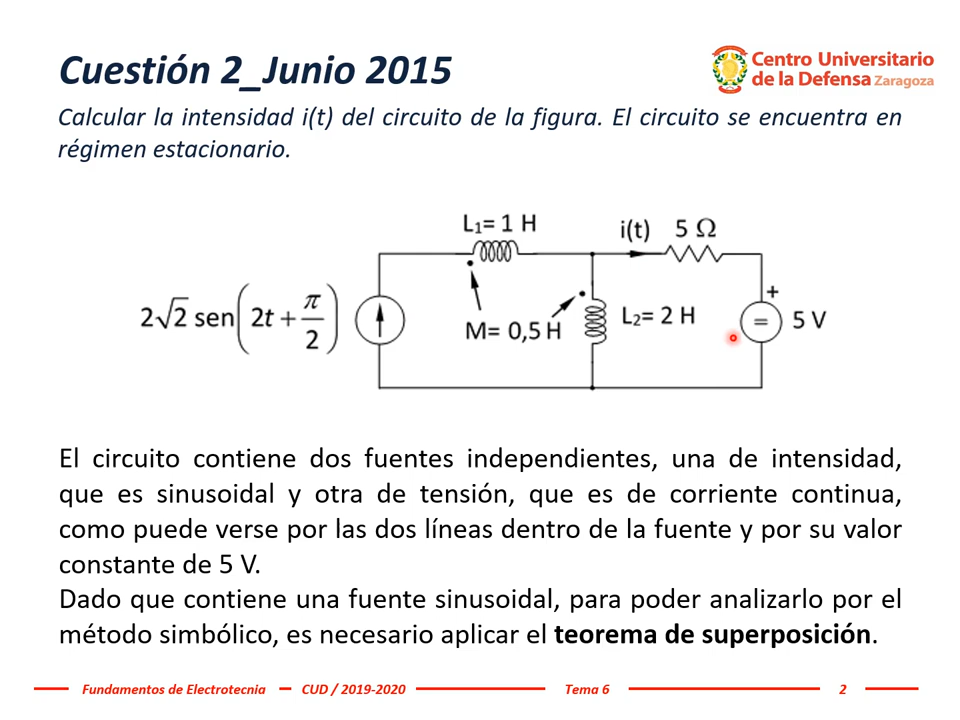 Cuestión 2_Junio 2015
Centro Universitario
de la Defensa Zaragoza
Calcular la intensidad i(t) del circuito de la figura. El circuito se encuentra en
régimen estacionario.
L₁= 1 H
i(t) 5 Ω
2√2 sen(2t + π/2)
M= 0,5 H
L₂= 2 H
+
=
5 V
El circuito contiene dos fuentes independientes, una de intensidad,
que es sinusoidal y otra de tensión, que es de corriente continua,
como puede verse por las dos líneas dentro de la fuente y por su valor
constante de 5 V.
Dado que contiene una fuente sinusoidal, para poder analizarlo por el
método simbólico, es necesario aplicar el teorema de superposición.
Fundamentos de Electrotecnia CUD / 2019-2020 Tema 6 2